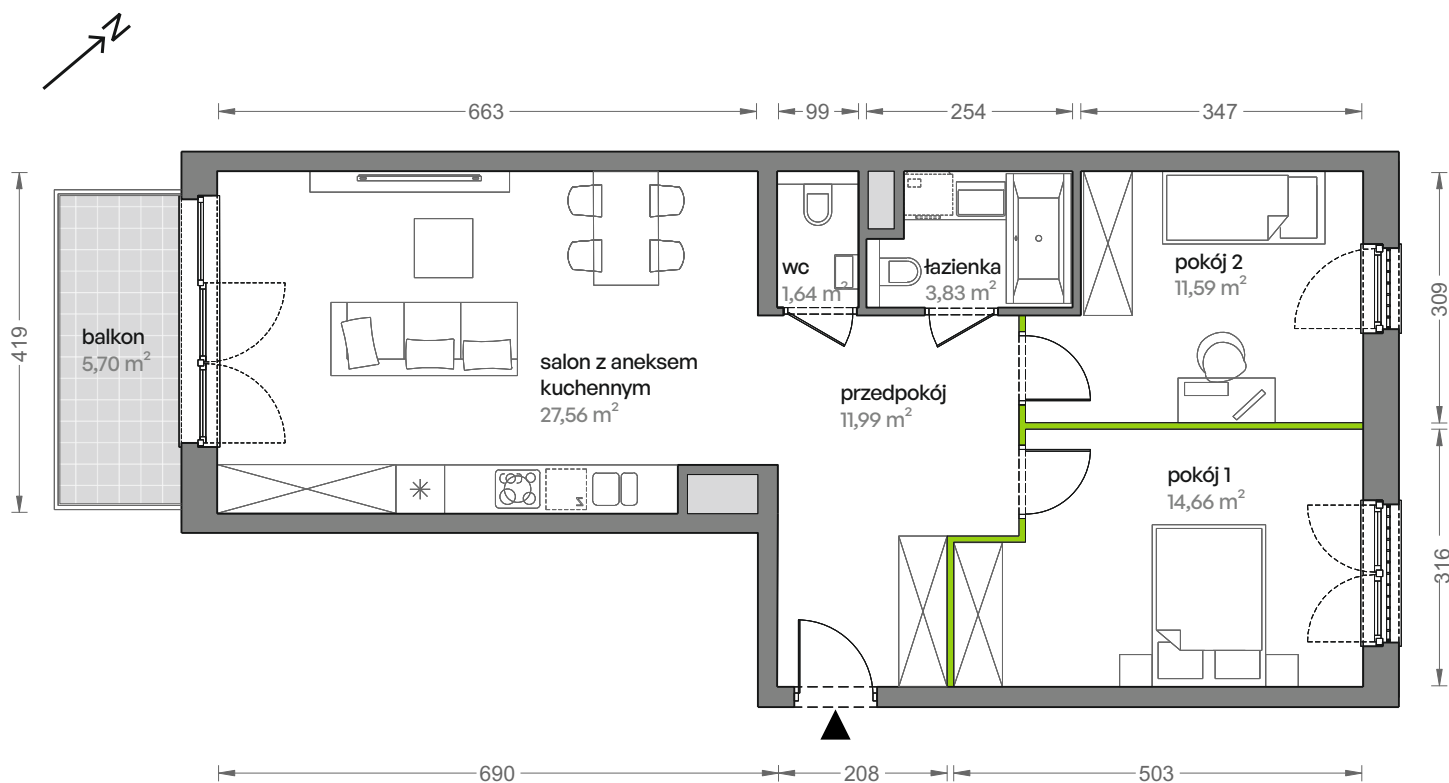 N
663
99
254
347
419
309
316
balkon
5,70 m²
salon z aneksem
kuchennym
27,56 m²
wc
1,64 m²
łazienka
3,83 m²
przedpokój
11,99 m²
pokój 2
11,59 m²
pokój 1
14,66 m²
z
690
208
503